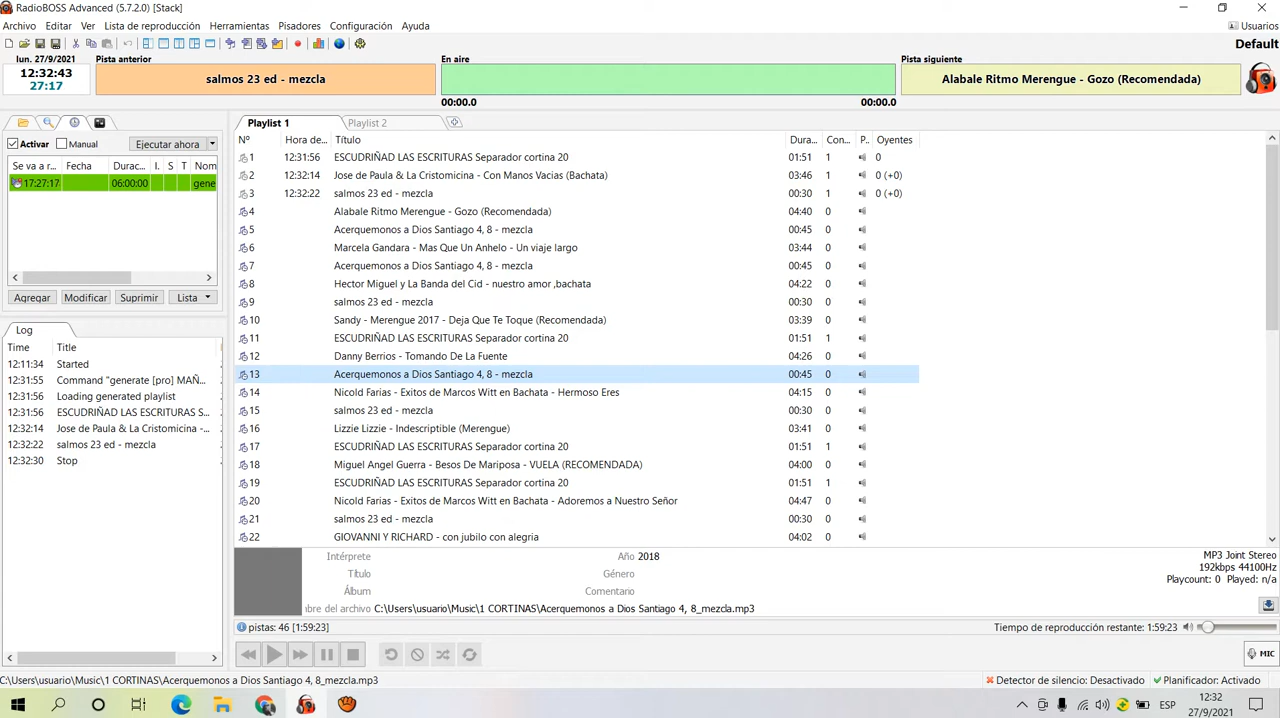 RadioBOSS Advanced (5.7.2.0) [Stack]
Archivo Editar Ver Lista de reproducción Herramientas Pisadores Configuración Ayuda Usuarios
Default
lun. 27/9/2021
12:32:43
27:17
Pista anterior
salmos 23 ed - mezcla
En aire
00:00.0 00:00.0
Pista siguiente
Alabale Ritmo Merengue - Gozo (Recomendada)
Activar Manual Ejecutar ahora
Se va a r... Fecha Durac... I. S T Nom
17:27:17 06:00:00 gene
Agregar Modificar Suprimir Lista
Log
Time Title
12:11:34 Started
12:31:55 Command "generate [pro] MAÑ...
12:31:56 Loading generated playlist
12:31:56 ESCUDRIÑAD LAS ESCRITURAS S...
12:32:14 Jose de Paula & La Cristomicina -...
12:32:22 salmos 23 ed - mezcla
12:32:30 Stop
Playlist 1 Playlist 2
Nº Hora de... Título Dura... Con... P.. Oyentes
1 12:31:56 ESCUDRIÑAD LAS ESCRITURAS Separador cortina 20 01:51 1 0
2 12:32:14 Jose de Paula & La Cristomicina - Con Manos Vacias (Bachata) 03:46 1 0 (+0)
3 12:32:22 salmos 23 ed - mezcla 00:30 1 0 (+0)
4 Alabale Ritmo Merengue - Gozo (Recomendada) 04:40 0
5 Acerquemonos a Dios Santiago 4, 8 - mezcla 00:45 0
6 Marcela Gandara - Mas Que Un Anhelo - Un viaje largo 03:44 0
7 Acerquemonos a Dios Santiago 4, 8 - mezcla 00:45 0
8 Hector Miguel y La Banda del Cid - nuestro amor ,bachata 04:22 0
9 salmos 23 ed - mezcla 00:30 0
10 Sandy - Merengue 2017 - Deja Que Te Toque (Recomendada) 03:39 0
11 ESCUDRIÑAD LAS ESCRITURAS Separador cortina 20 01:51 1
12 Danny Berrios - Tomando De La Fuente 04:26 0
13 Acerquemonos a Dios Santiago 4, 8 - mezcla 00:45 0
14 Nicold Farias - Exitos de Marcos Witt en Bachata - Hermoso Eres 04:15 0
15 salmos 23 ed - mezcla 00:30 0
16 Lizzie Lizzie - Indescriptible (Merengue) 03:41 0
17 ESCUDRIÑAD LAS ESCRITURAS Separador cortina 20 01:51 1
18 Miguel Angel Guerra - Besos De Mariposa - VUELA (RECOMENDADA) 04:00 0
19 ESCUDRIÑAD LAS ESCRITURAS Separador cortina 20 01:51 1
20 Nicold Farias - Exitos de Marcos Witt en Bachata - Adoremos a Nuestro Señor 04:47 0
21 salmos 23 ed - mezcla 00:30 0
22 GIOVANNI Y RICHARD - con jubilo con alegria 04:02 0
Intérprete Año 2018
Título Género
Álbum Comentario
bre del archivo C:\Users\usuario\Music\1 CORTINAS\Acerquemonos a Dios Santiago 4, 8_mezcla.mp3
MP3 Joint Stereo
192kbps 44100Hz
Playcount: 0 Played: n/a
pistas: 46 [1:59:23] Tiempo de reproducción restante: 1:59:23
MIC
C:\Users\usuario\Music\1 CORTINAS\Acerquemonos a Dios Santiago 4, 8_mezcla.mp3 Detector de silencio: Desactivado Planificador: Activado
12:32
27/9/2021